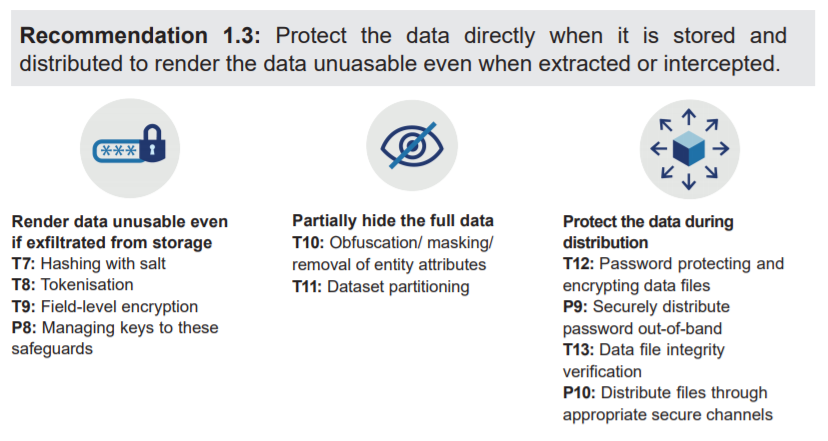 Recommendation 1.3: Protect the data directly when it is stored and
distributed to render the data unuasable even when extracted or intercepted.
***
Render data unusable even
if exfiltrated from storage
T7: Hashing with salt
T8: Tokenisation
T9: Field-level encryption
P8: Managing keys to these
safeguards
Partially hide the full data
T10: Obfuscation/ masking/
removal of entity attributes
T11: Dataset partitioning
Protect the data during
distribution
T12: Password protecting and
encrypting data files
P9: Securely distribute
password out-of-band
T13: Data file integrity
verification
P10: Distribute files through
appropriate secure channels